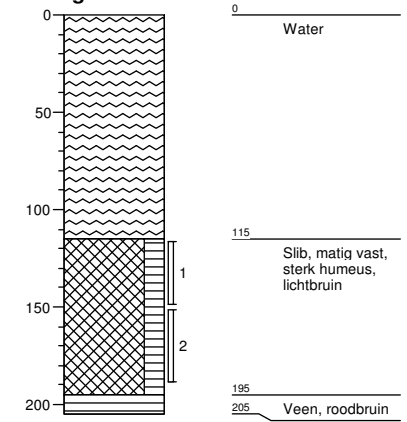 0
50
100
150
200
1
2
0
Water
115
Slib, matig vast,
sterk humeus,
lichtbruin
195
205 Veen, roodbruin